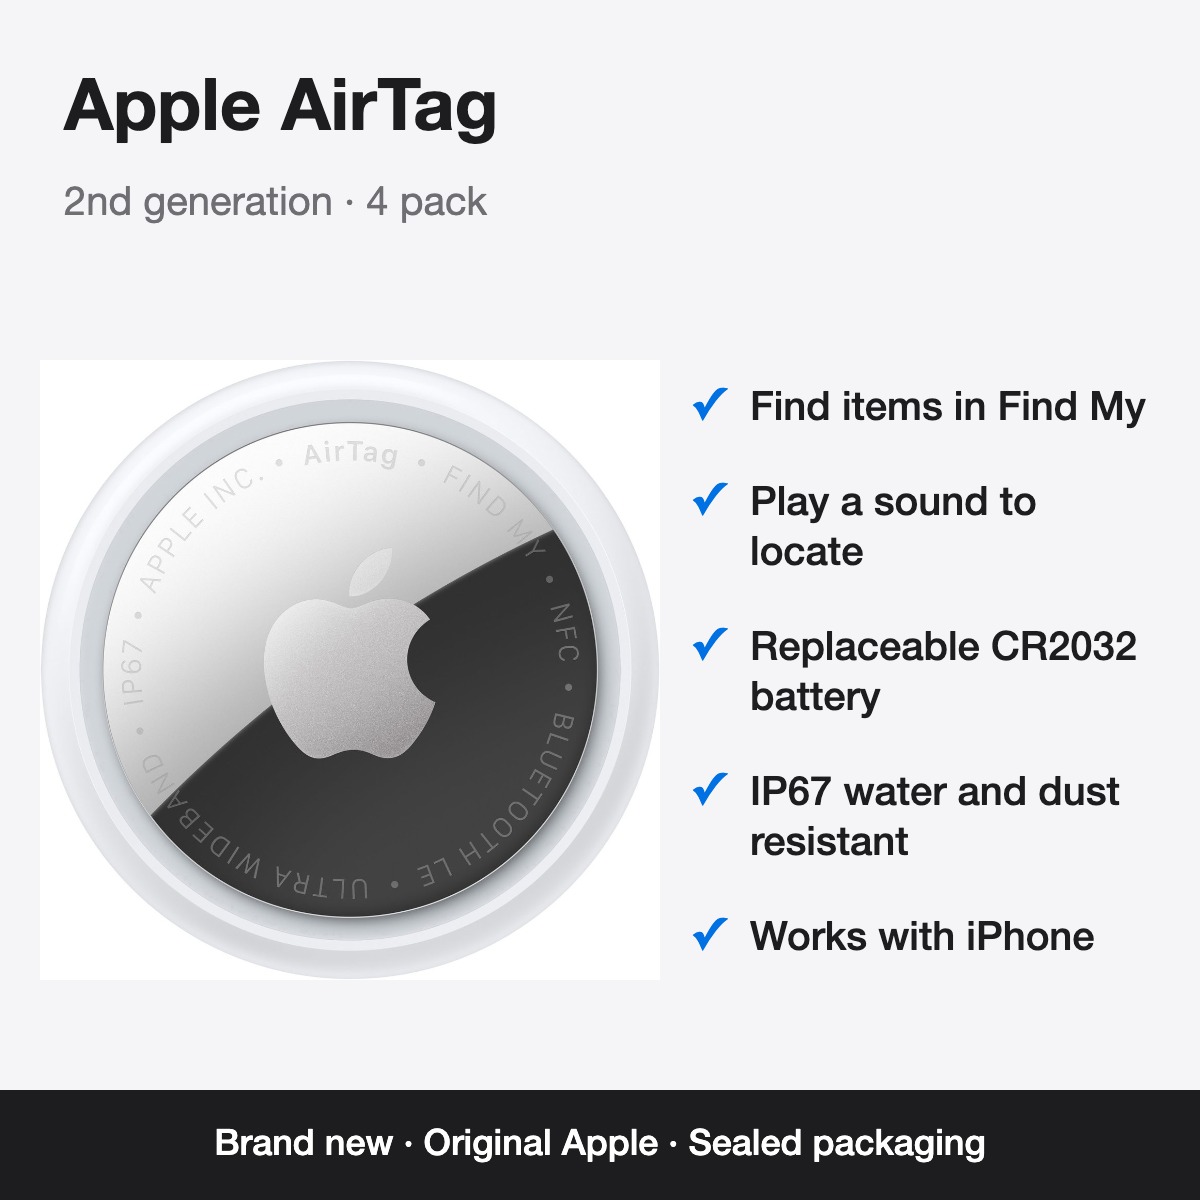 Apple AirTag
2nd generation · 4 pack
AirTag • FIND MY • NFC • BLUETOOTH LE • ULTRA WIDEBAND • IP67 • APPLE INC. •
✓ Find items in Find My
✓ Play a sound to
locate
✓ Replaceable CR2032
battery
✓ IP67 water and dust
resistant
✓ Works with iPhone
Brand new · Original Apple · Sealed packaging